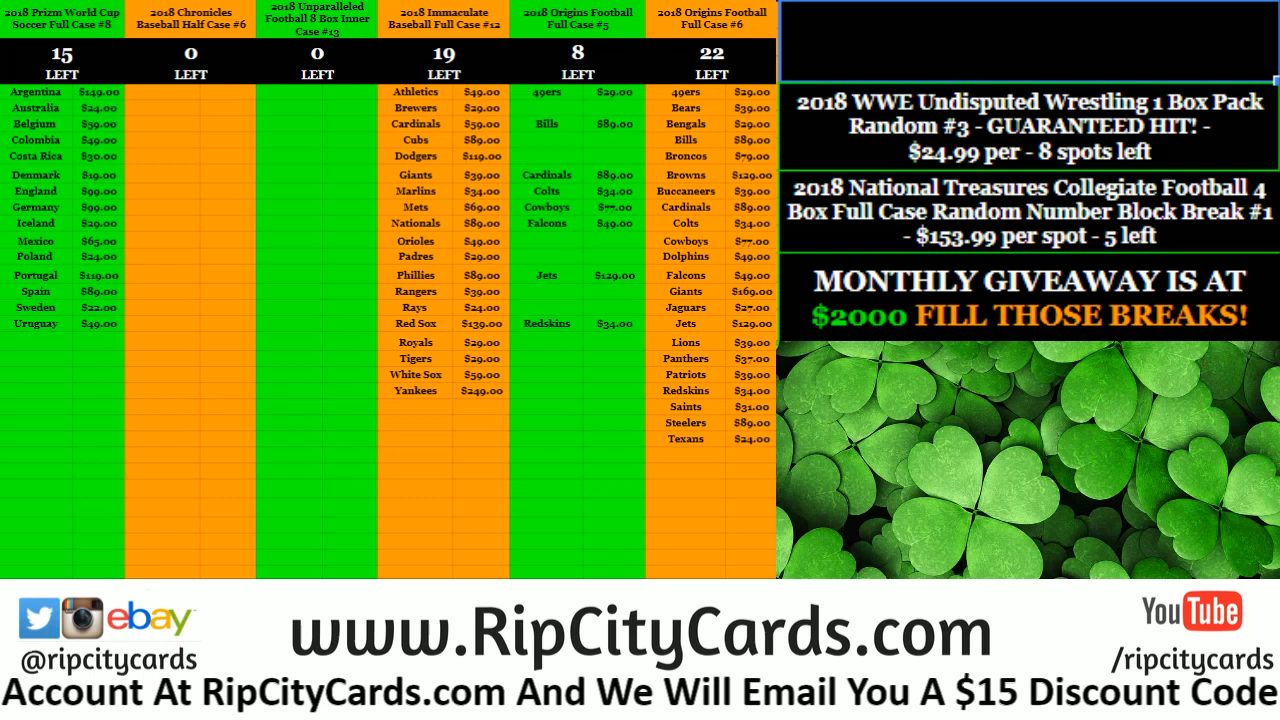 2018 Prizm World Cup Soccer Full Case #8
15
LEFT
Argentina $149.00
Australia $24.00
Belgium $59.00
Colombia $49.00
Costa Rica $30.00
Denmark $19.00
England $99.00
Germany $99.00
Iceland $29.00
Mexico $65.00
Poland $24.00
Portugal $119.00
Spain $89.00
Sweden $22.00
Uruguay $49.00
2018 Chronicles Baseball Half Case #6
0
LEFT
2018 Unparalleled Football 8 Box Inner Case #13
0
LEFT
2018 Immaculate Baseball Full Case #12
19
LEFT
Athletics $49.00
Brewers $29.00
Cardinals $59.00
Cubs $89.00
Dodgers $119.00
Giants $39.00
Marlins $34.00
Mets $69.00
Nationals $89.00
Orioles $49.00
Padres $29.00
Phillies $89.00
Rangers $39.00
Rays $24.00
Red Sox $139.00
Royals $29.00
Tigers $29.00
White Sox $59.00
Yankees $249.00
2018 Origins Football Full Case #5
8
LEFT
49ers $29.00
Bills $89.00
Cardinals $89.00
Colts $34.00
Cowboys $77.00
Falcons $49.00
Jets $129.00
Redskins $34.00
2018 Origins Football Full Case #6
22
LEFT
49ers $29.00
Bears $39.00
Bengals $29.00
Bills $89.00
Broncos $79.00
Browns $129.00
Buccaneers $39.00
Cardinals $89.00
Colts $34.00
Cowboys $77.00
Dolphins $49.00
Falcons $49.00
Giants $169.00
Jaguars $27.00
Jets $129.00
Lions $39.00
Panthers $37.00
Patriots $39.00
Redskins $34.00
Saints $31.00
Steelers $89.00
Texans $24.00
2018 WWE Undisputed Wrestling 1 Box Pack
Random #3 - GUARANTEED HIT! -
$24.99 per - 8 spots left
2018 National Treasures Collegiate Football 4
Box Full Case Random Number Block Break #1
- $153.99 per spot - 5 left
MONTHLY GIVEAWAY IS AT
$2000 FILL THOSE BREAKS!
ebay
@ripcitycards
www.RipCityCards.com
YouTube
/ripcitycards
Account At RipCityCards.com And We Will Email You A $15 Discount Code